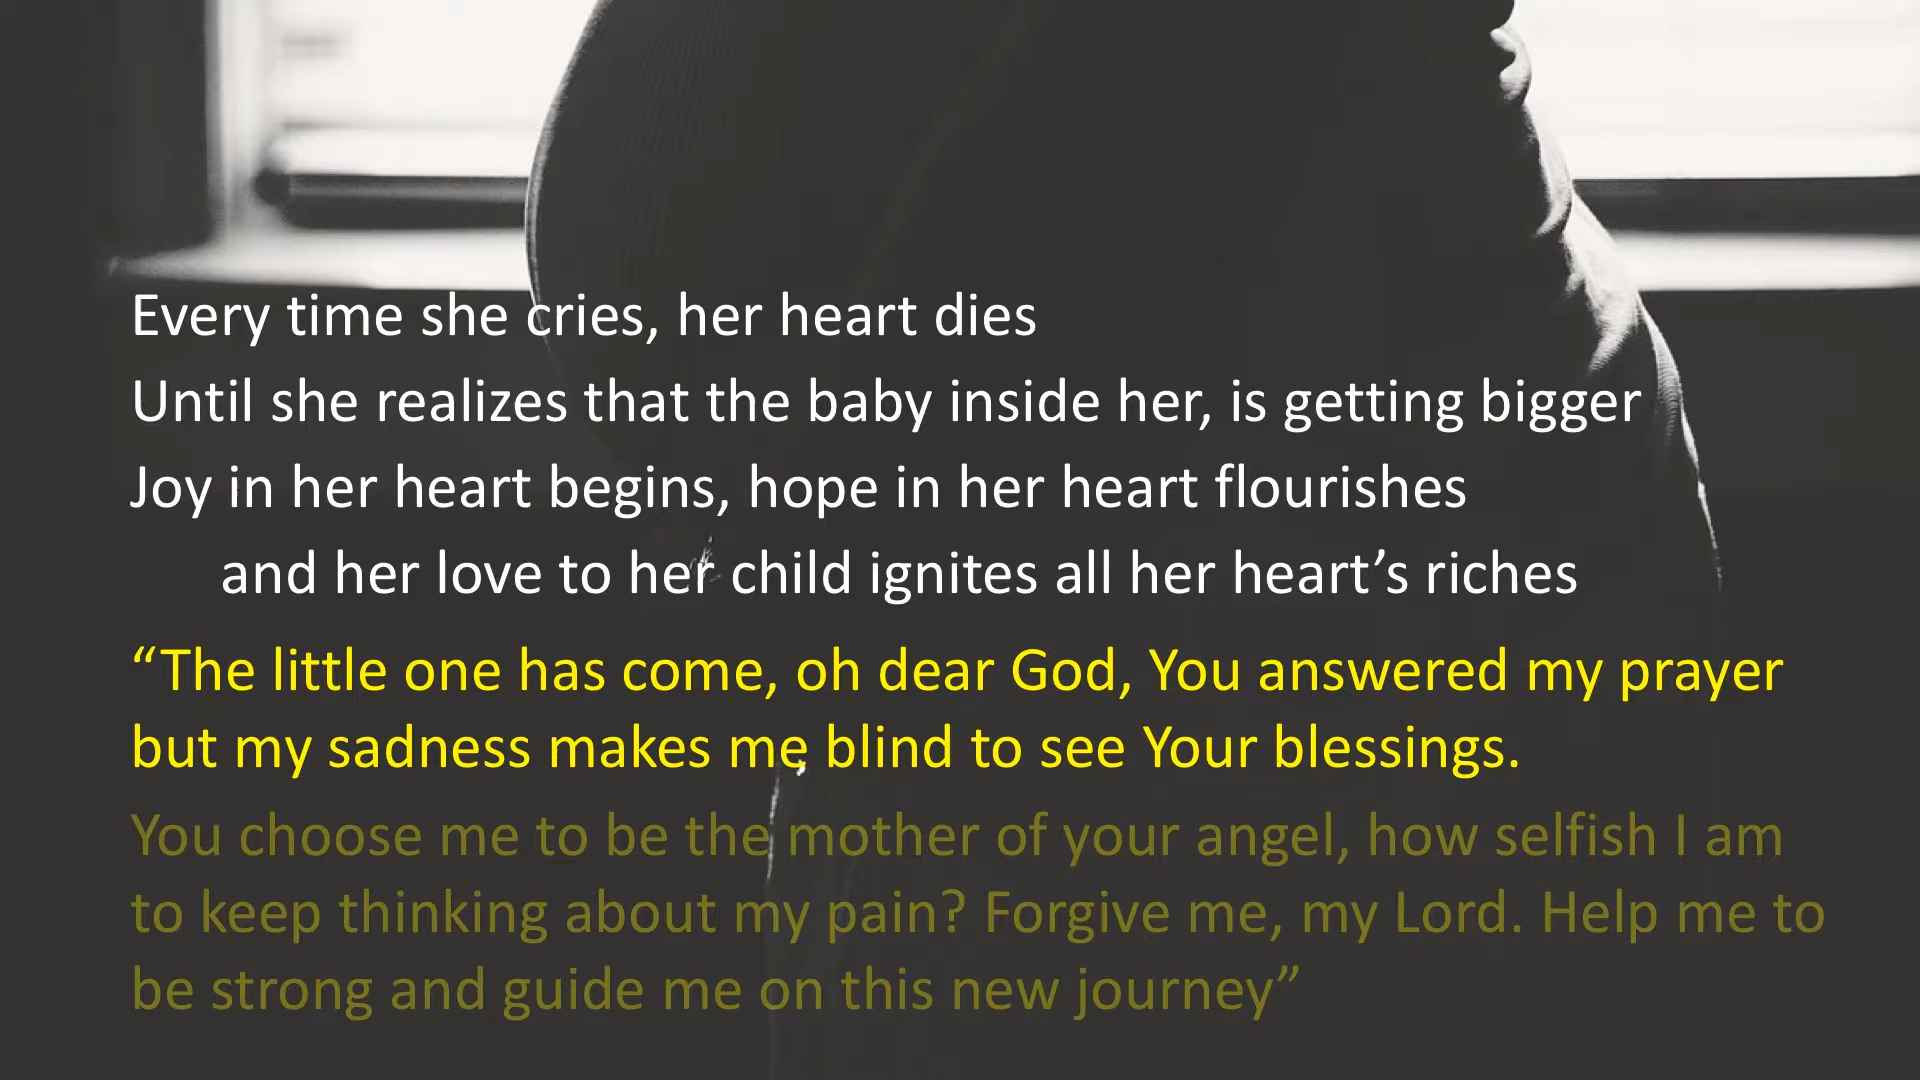 Every time she cries, her heart dies
Until she realizes that the baby inside her, is getting bigger
Joy in her heart begins, hope in her heart flourishes
and her love to her child ignites all her heart’s riches
“The little one has come, oh dear God, You answered my prayer
but my sadness makes me blind to see Your blessings.
You choose me to be the mother of your angel, how selfish I am
to keep thinking about my pain? Forgive me, my Lord. Help me to
be strong and guide me on this new journey”